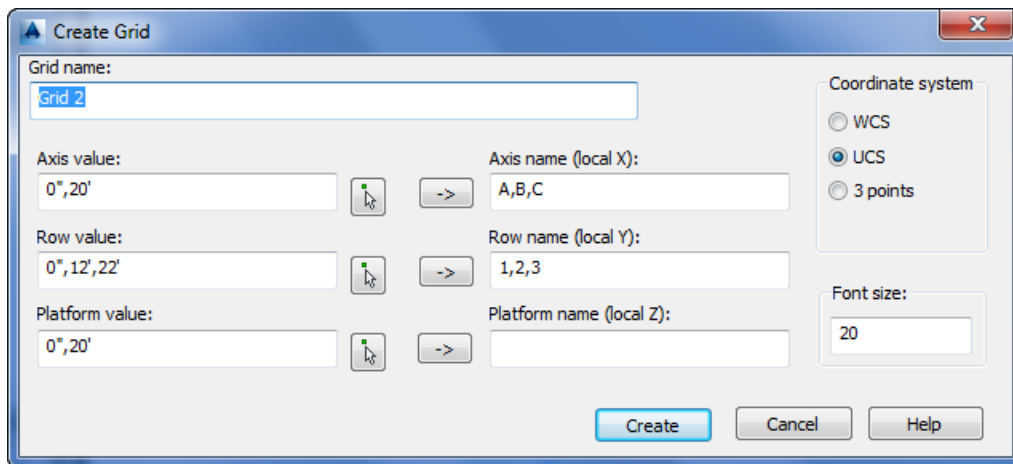 Create Grid
Grid name:
Grid 2
Axis value:
0",20'
->
Axis name (local X):
A,B,C
Row value:
0",12',22'
->
Row name (local Y):
1,2,3
Platform value:
0",20'
->
Platform name (local Z):
Coordinate system
WCS
UCS
3 points
Font size:
20
Create
Cancel
Help